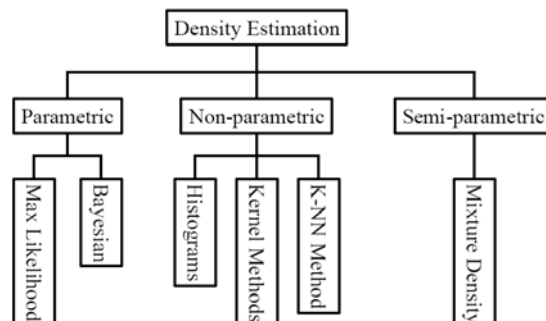 Density Estimation
Parametric
Non-parametric
Semi-parametric
Max Likelihood
Bayesian
Histograms
Kernel Methods
K-NN Method
Mixture Density